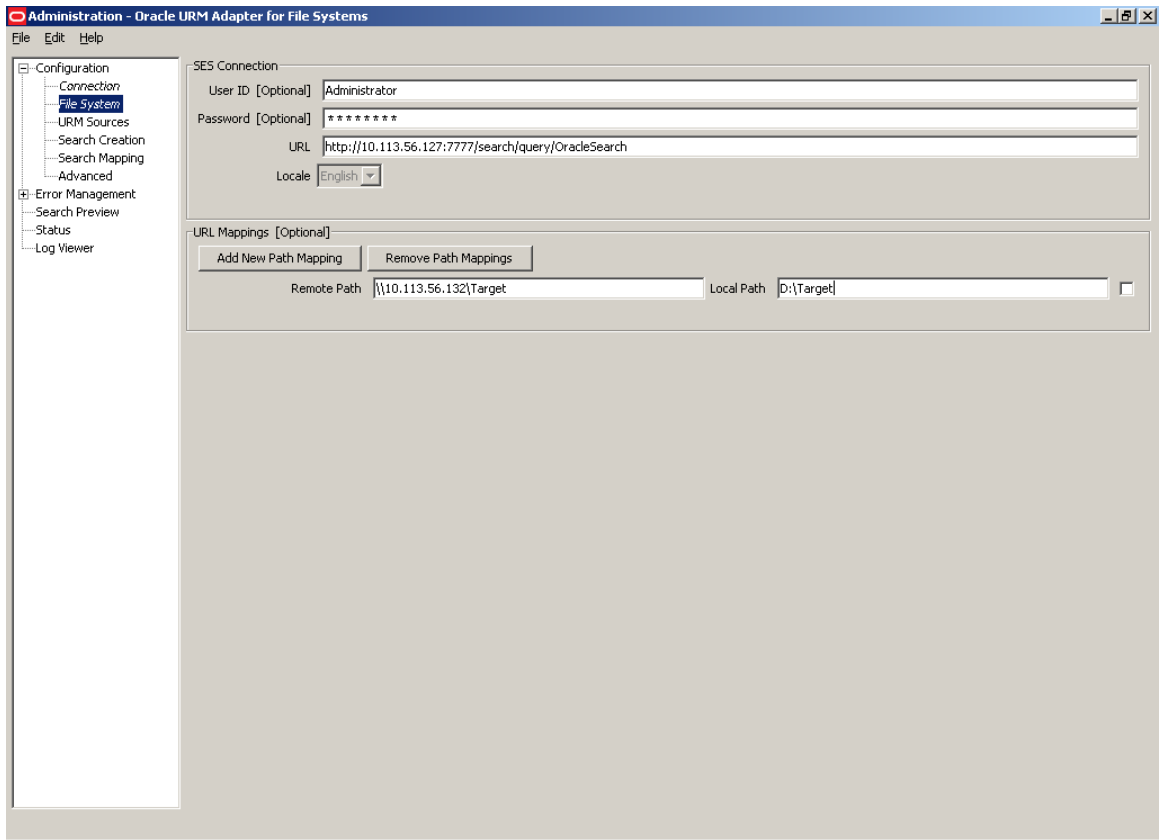 Administration - Oracle URM Adapter for File Systems
File Edit Help
Configuration
Connection
File System
URM Sources
Search Creation
Search Mapping
Advanced
Error Management
Search Preview
Status
Log Viewer
SES Connection
User ID [Optional] Administrator
Password [Optional] ********
URL http://10.113.56.127:7777/search/query/OracleSearch
Locale English
URL Mappings [Optional]
Add New Path Mapping Remove Path Mappings
Remote Path \\10.113.56.132\Target Local Path D:\Target